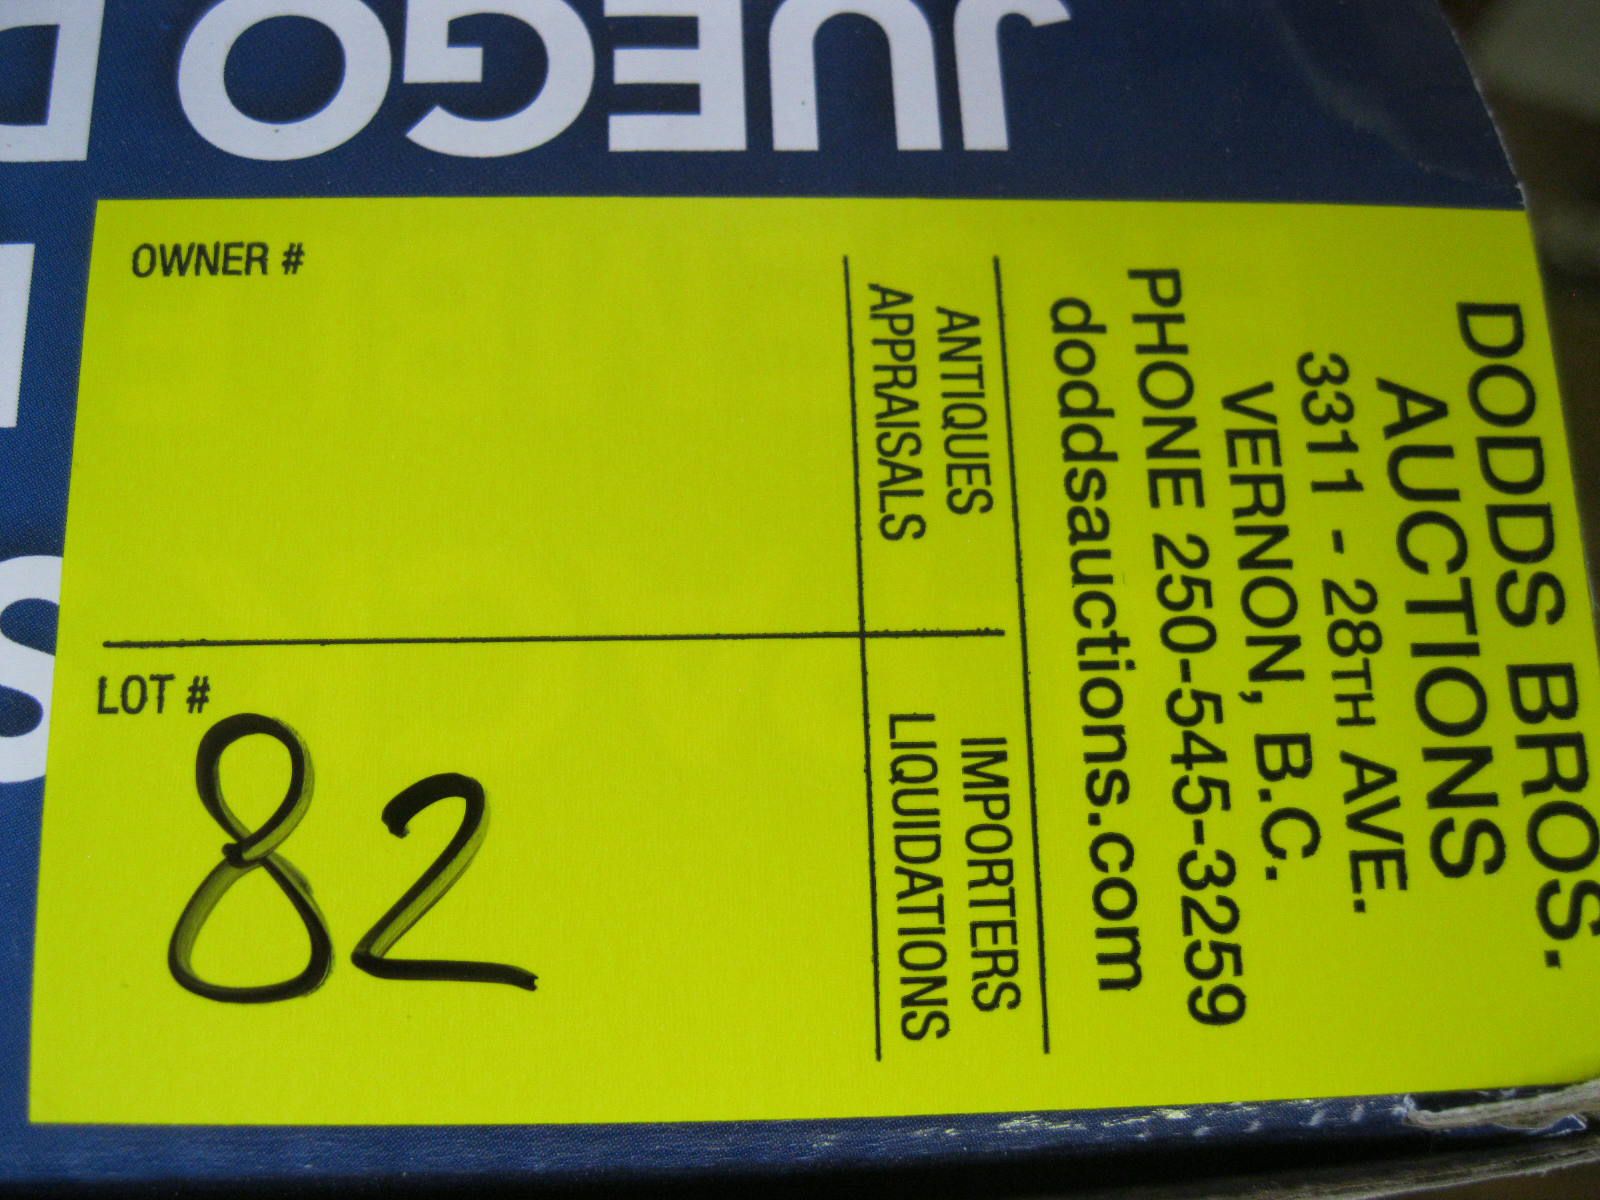 JUEGO D
OWNER #
LOT #
82
ANTIQUES
APPRAISALS
IMPORTERS
LIQUIDATIONS
DODDS BROS.
AUCTIONS
3311 - 28TH AVE.
VERNON, B.C.
PHONE 250-545-3259
doddsauctions.com